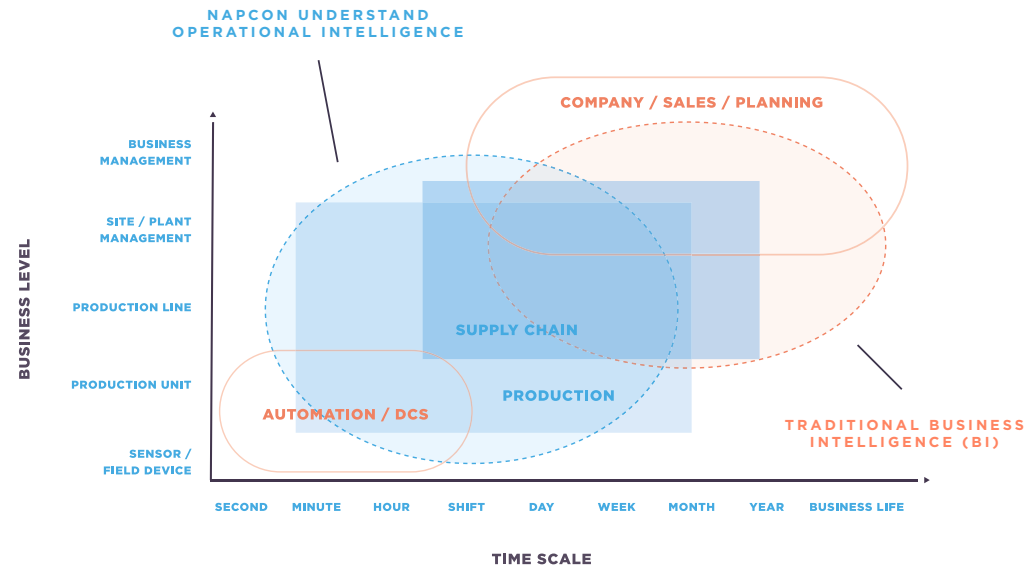 NAPCON UNDERSTAND
OPERATIONAL INTELLIGENCE
COMPANY / SALES / PLANNING
BUSINESS
MANAGEMENT
SITE / PLANT
MANAGEMENT
BUSINESS LEVEL
PRODUCTION LINE
SUPPLY CHAIN
PRODUCTION UNIT
PRODUCTION
AUTOMATION / DCS
TRADITIONAL BUSINESS
INTELLIGENCE (BI)
SENSOR /
FIELD DEVICE
SECOND MINUTE HOUR SHIFT DAY WEEK MONTH YEAR BUSINESS LIFE
TIME SCALE